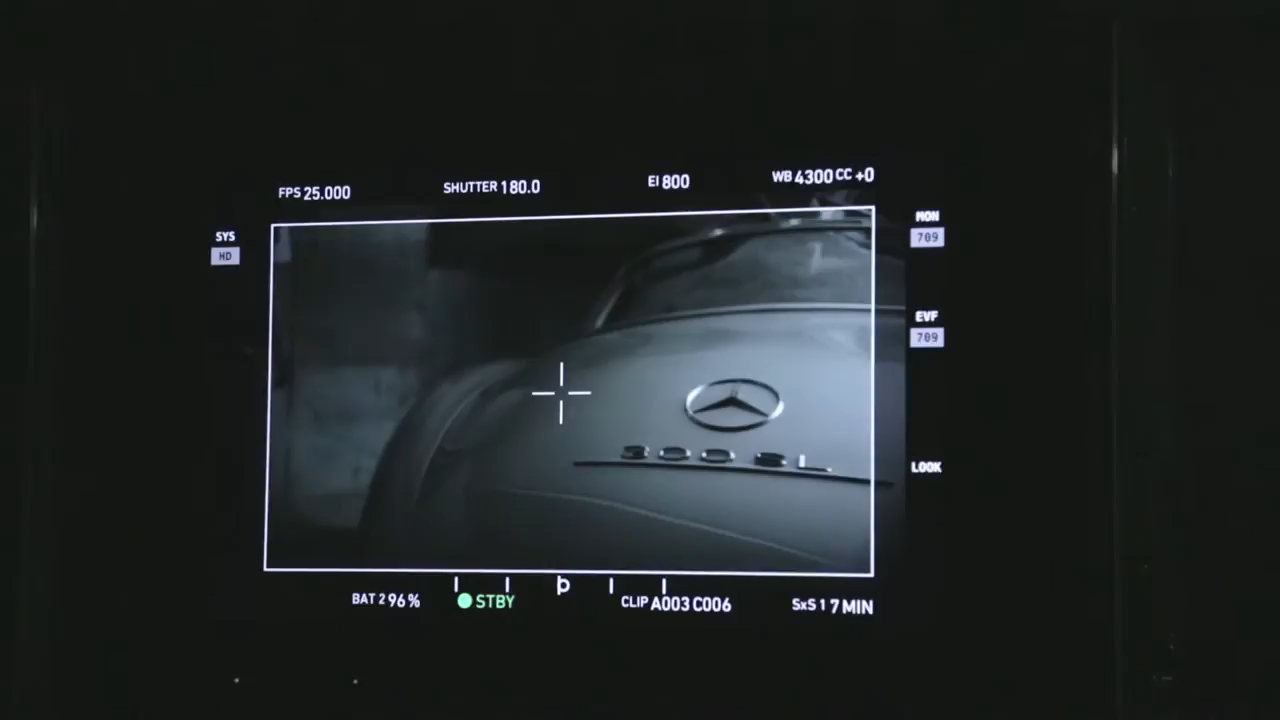 FPS 25.000 SHUTTER 180.0 EI 800 WB 4300 CC +0
SYS
HD
MON
709
EVF
709
LOOK
300 SL
BAT 2 96% STBY CLIP A003 C006 SxS 1 7 MIN